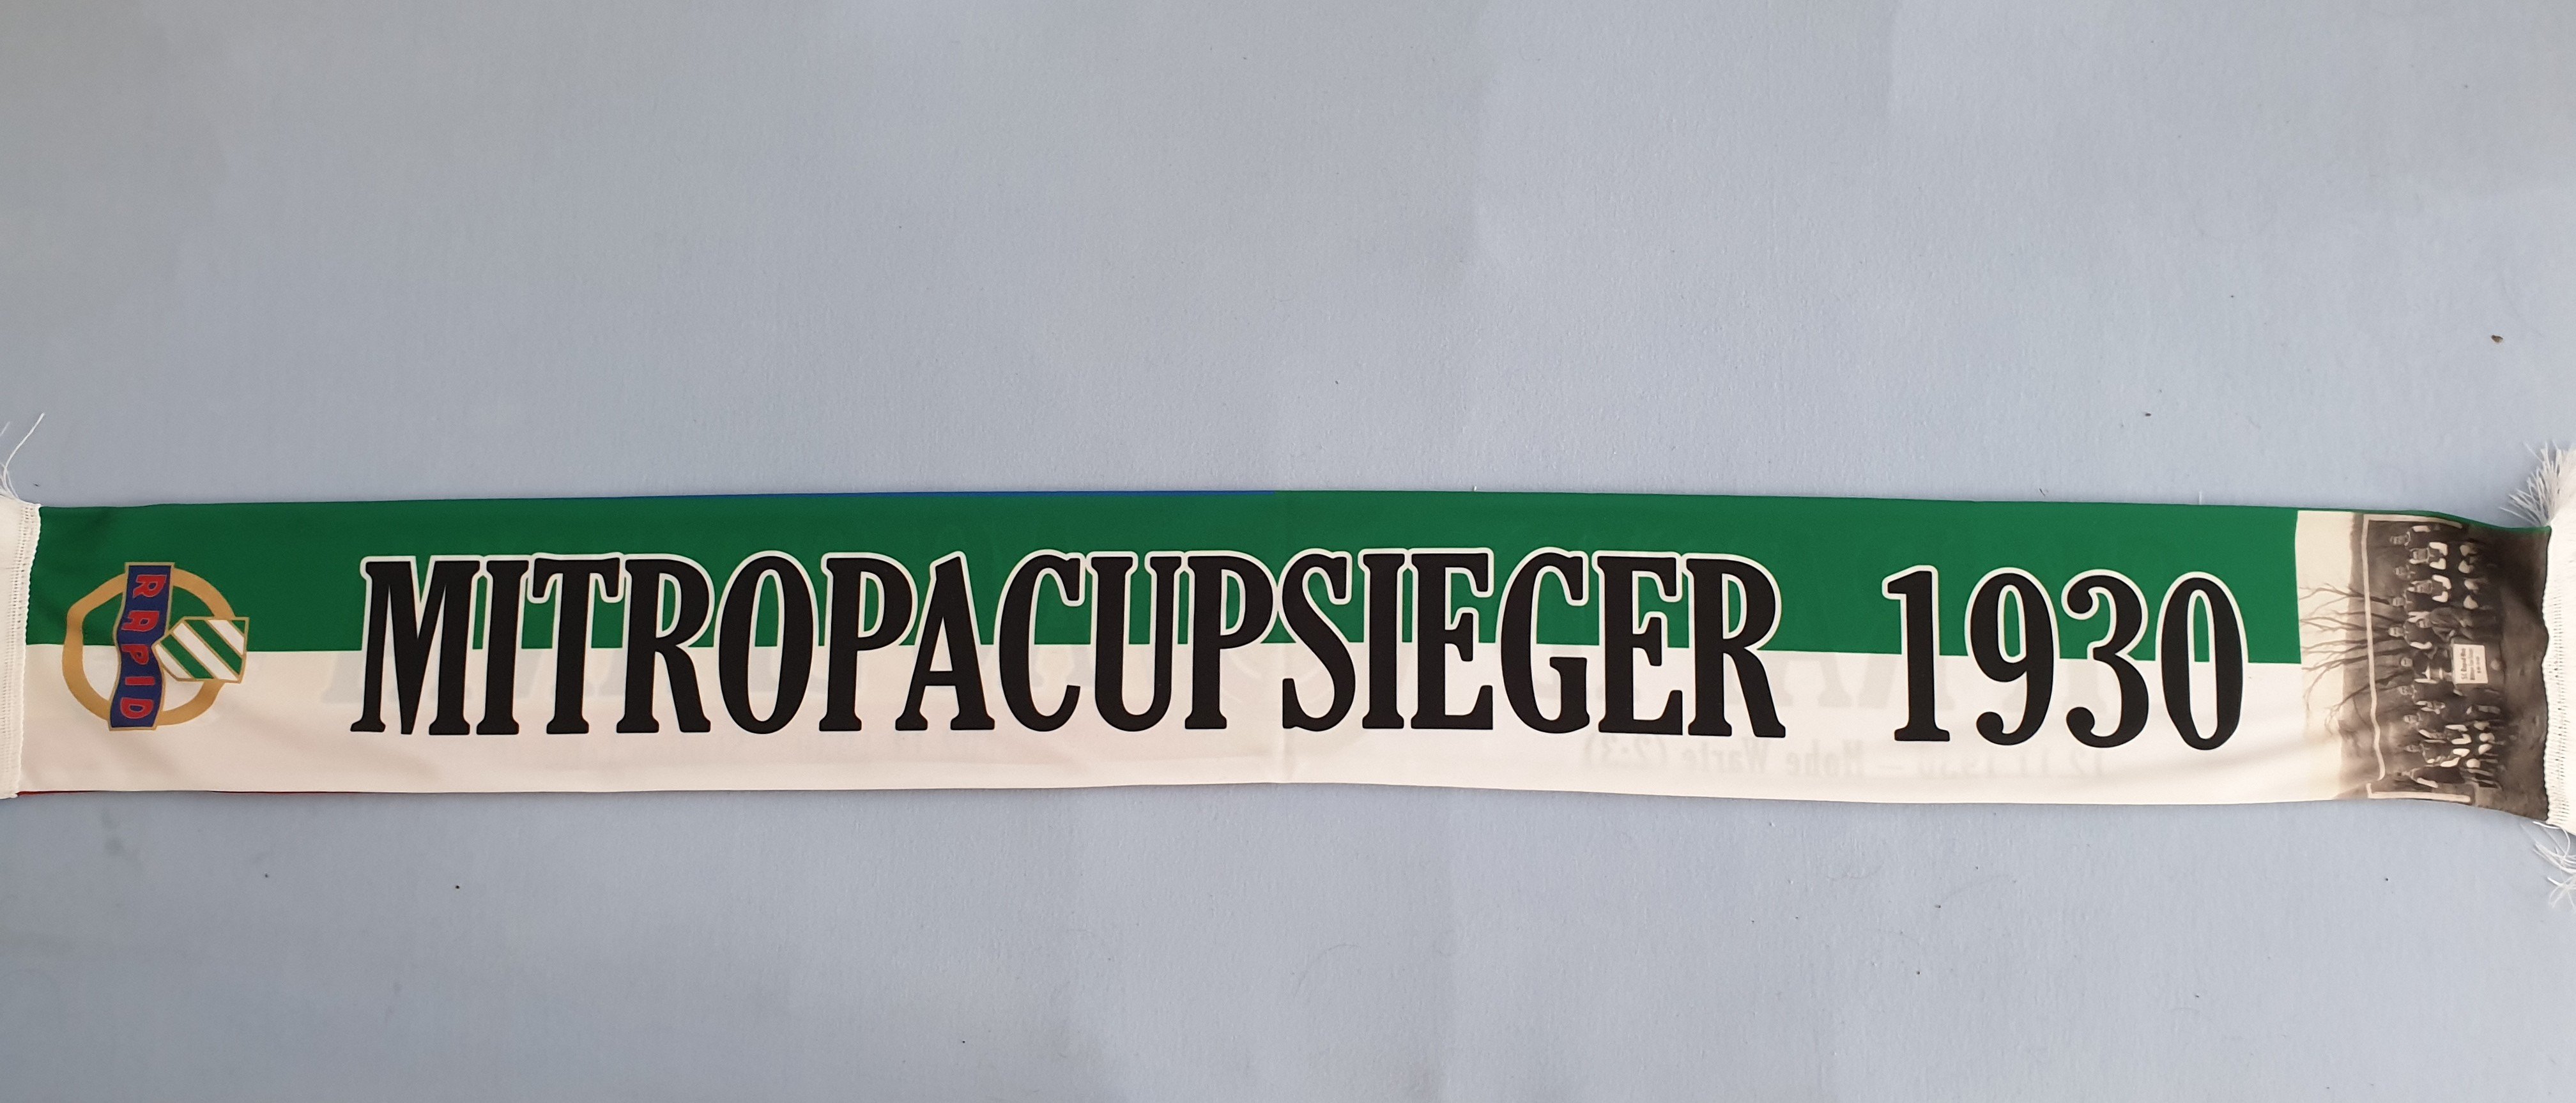 RAPID
MITROPACUPSIEGER 1930